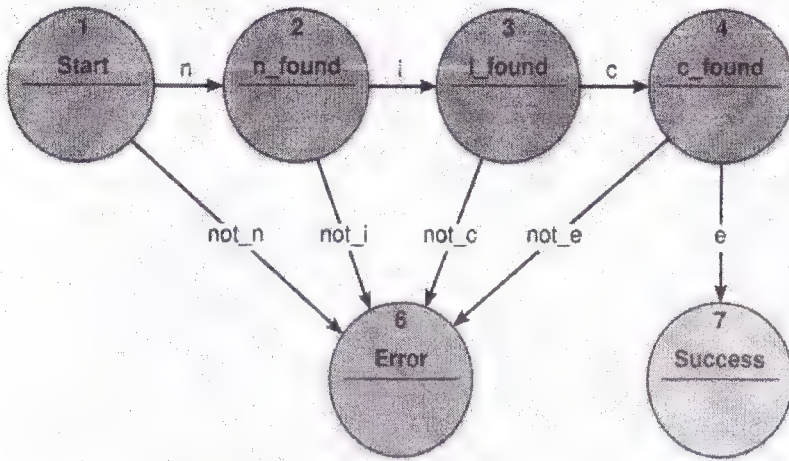 1
Start
n
2
n_found
i
3
i_found
c
4
c_found
not_n
not_i
not_c
not_e
e
6
Error
7
Success